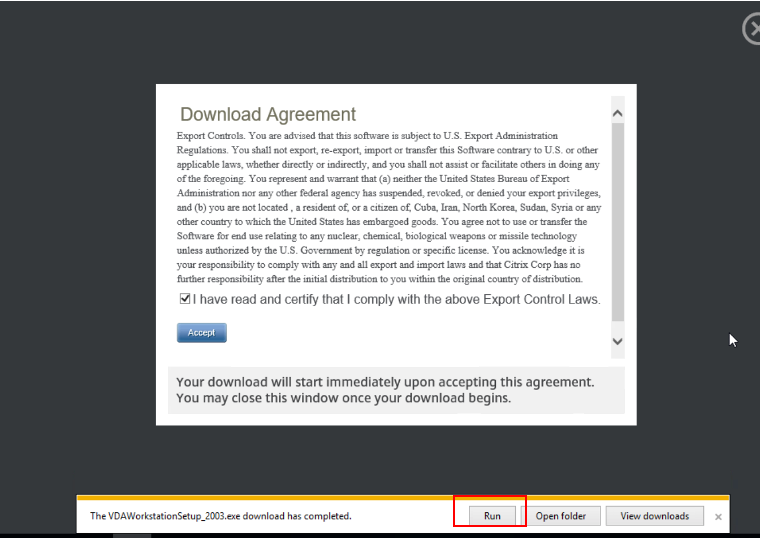 Download Agreement
Export Controls. You are advised that this software is subject to U.S. Export Administration
Regulations. You shall not export, re-export, import or transfer this Software contrary to U.S. or other
applicable laws, whether directly or indirectly, and you shall not assist or facilitate others in doing any
of the foregoing. You represent and warrant that (a) neither the United States Bureau of Export
Administration nor any other federal agency has suspended, revoked, or denied your export privileges,
and (b) you are not located , a resident of, or a citizen of, Cuba, Iran, North Korea, Sudan, Syria or any
other country to which the United States has embargoed goods. You agree not to use or transfer the
Software for end use relating to any nuclear, chemical, biological weapons or missile technology
unless authorized by the U.S. Government by regulation or specific license. You acknowledge it is
your responsibility to comply with any and all export and import laws and that Citrix Corp has no
further responsibility after the initial distribution to you within the original country of distribution.
I have read and certify that I comply with the above Export Control Laws.
Accept
Your download will start immediately upon accepting this agreement.
You may close this window once your download begins.
The VDAWorkstationSetup_2003.exe download has completed. Run Open folder View downloads